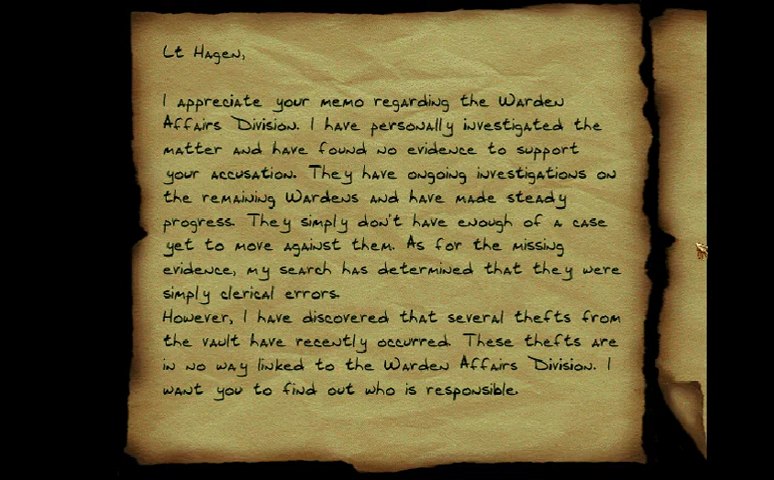 Lt Hagen,
I appreciate your memo regarding the Warden
Affairs Division. I have personally investigated the
matter and have found no evidence to support
your accusation. They have ongoing investigations on
the remaining Wardens and have made steady
progress. They simply don't have enough of a case
yet to move against them. As for the missing
evidence, my search has determined that they were
simply clerical errors.
However, I have discovered that several thefts from
the vault have recently occurred. These thefts are
in no way linked to the Warden Affairs Division. I
want you to find out who is responsible.